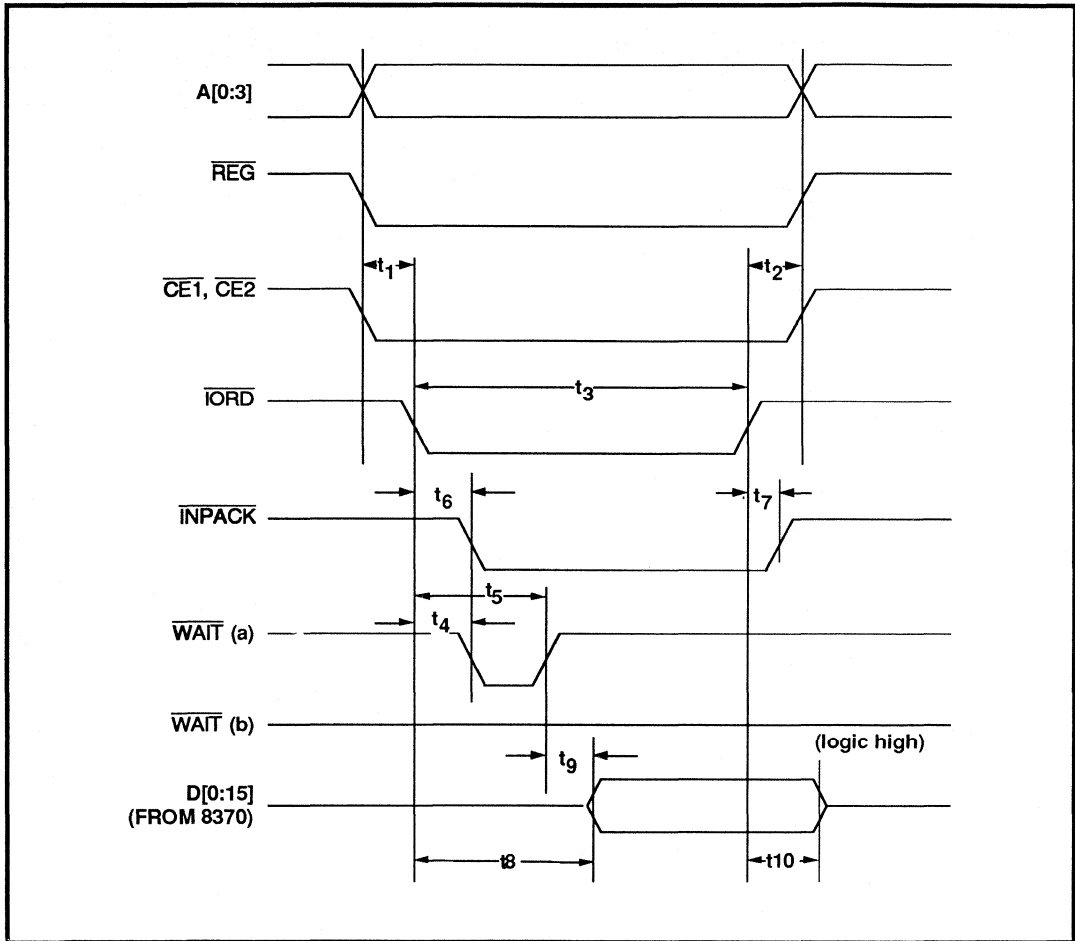 A[0:3]
REG
t1
t2
CE1, CE2
t3
IORD
t6
t7
INPACK
t5
t4
WAIT (a)
WAIT (b)
(logic high)
t9
D[0:15]
(FROM 8370)
t8
t10